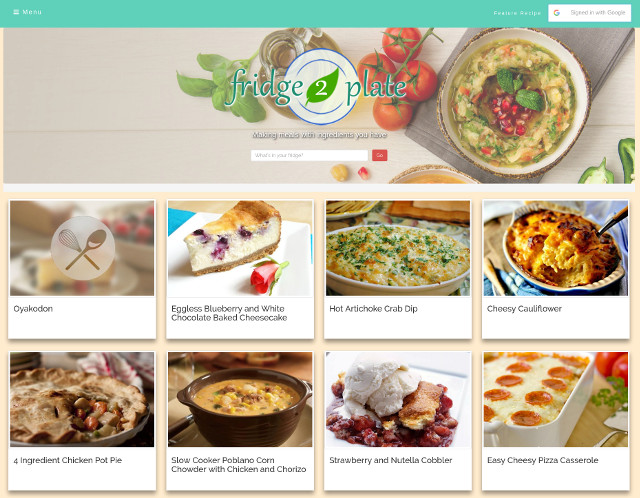 Menu
Feature Recipe
Signed in with Google
fridge 2 plate
Making meals with ingredients you have
What's in your fridge?
Go
Oyakodon
Eggless Blueberry and White
Chocolate Baked Cheesecake
Hot Artichoke Crab Dip
Cheesy Cauliflower
4 Ingredient Chicken Pot Pie
Slow Cooker Poblano Corn
Chowder with Chicken and Chorizo
Strawberry and Nutella Cobbler
Easy Cheesy Pizza Casserole